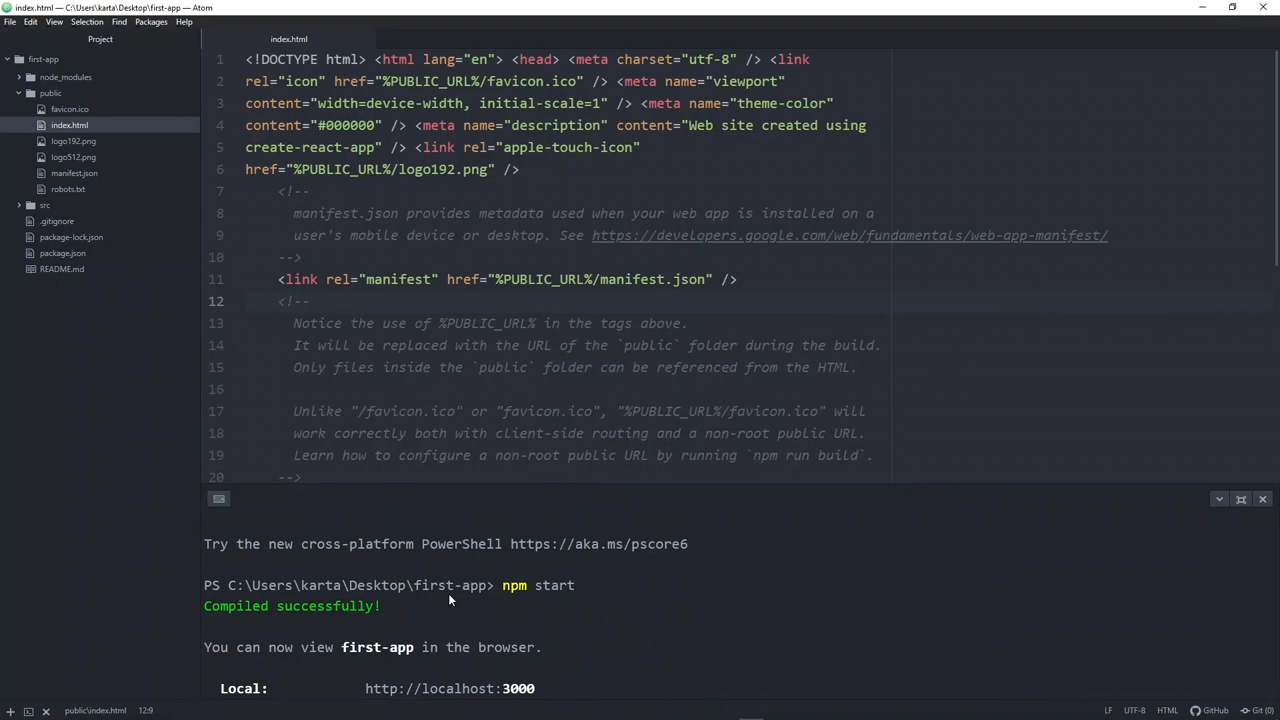 index.html — C:\Users\karta\Desktop\first-app — Atom
File Edit View Selection Find Packages Help
Project
first-app
node_modules
public
favicon.ico
index.html
logo192.png
logo512.png
manifest.json
robots.txt
src
.gitignore
package-lock.json
package.json
README.md
index.html
1 <!DOCTYPE html> <html lang="en"> <head> <meta charset="utf-8" /> <link
2 rel="icon" href="%PUBLIC_URL%/favicon.ico" /> <meta name="viewport"
3 content="width=device-width, initial-scale=1" /> <meta name="theme-color"
4 content="#000000" /> <meta name="description" content="Web site created using
5 create-react-app" /> <link rel="apple-touch-icon"
6 href="%PUBLIC_URL%/logo192.png" />
7 <!--
8 manifest.json provides metadata used when your web app is installed on a
9 user's mobile device or desktop. See https://developers.google.com/web/fundamentals/web-app-manifest/
10 -->
11 <link rel="manifest" href="%PUBLIC_URL%/manifest.json" />
12 <!--
13 Notice the use of %PUBLIC_URL% in the tags above.
14 It will be replaced with the URL of the `public` folder during the build.
15 Only files inside the `public` folder can be referenced from the HTML.
16
17 Unlike "/favicon.ico" or "favicon.ico", "%PUBLIC_URL%/favicon.ico" will
18 work correctly both with client-side routing and a non-root public URL.
19 Learn how to configure a non-root public URL by running `npm run build`.
20 -->
Try the new cross-platform PowerShell https://aka.ms/pscore6
PS C:\Users\karta\Desktop\first-app> npm start
Compiled successfully!
You can now view first-app in the browser.
Local: http://localhost:3000
public\index.html 12:9 LF UTF-8 HTML GitHub Git (0)